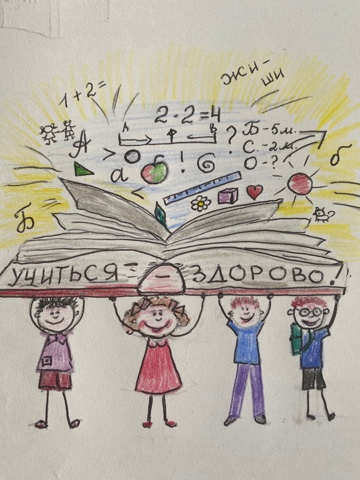 1+2=
жи-
ши
2·2=4
А
В
?
Б-5м.
С.-2м.
О-?
А
>
а
б
!
б
<
Б
?
УЧИТЬСЯ - ЗДОРОВО!